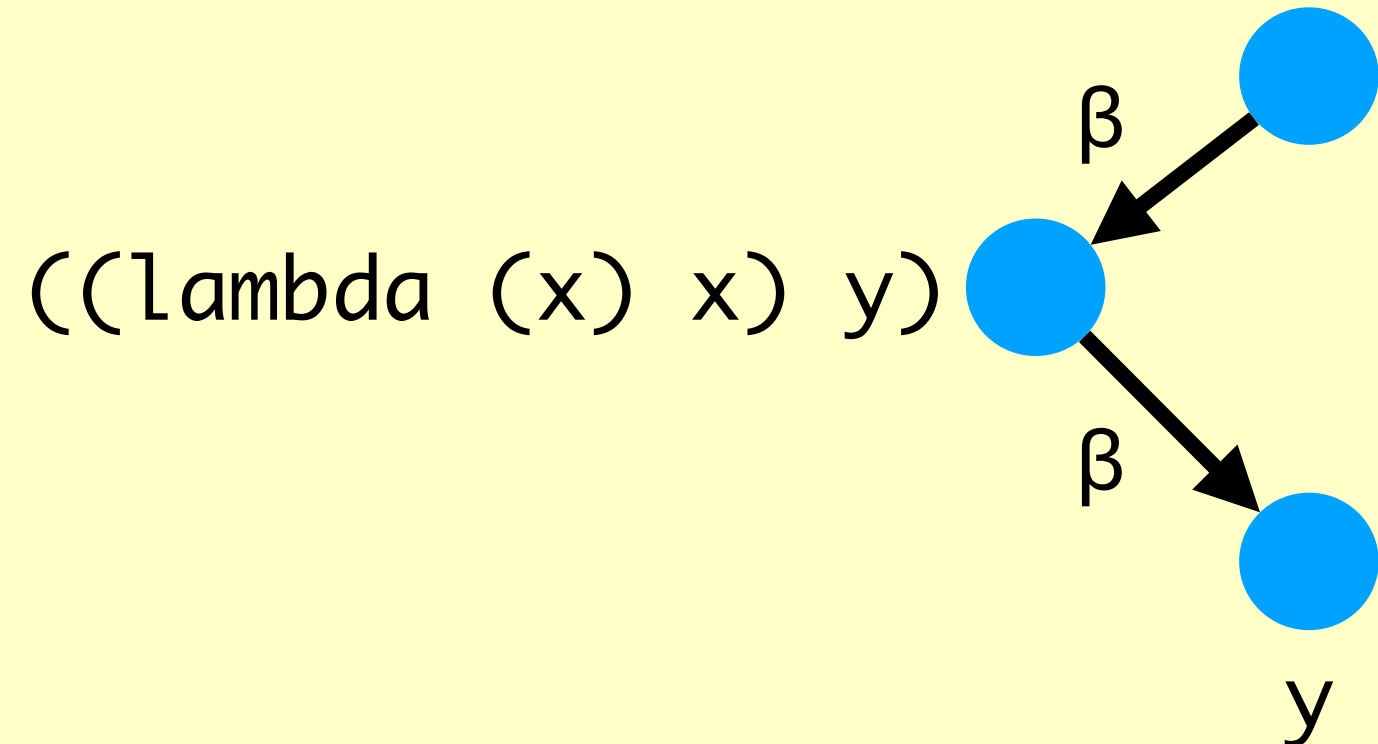 β
((lambda (x) x) y)
β
y